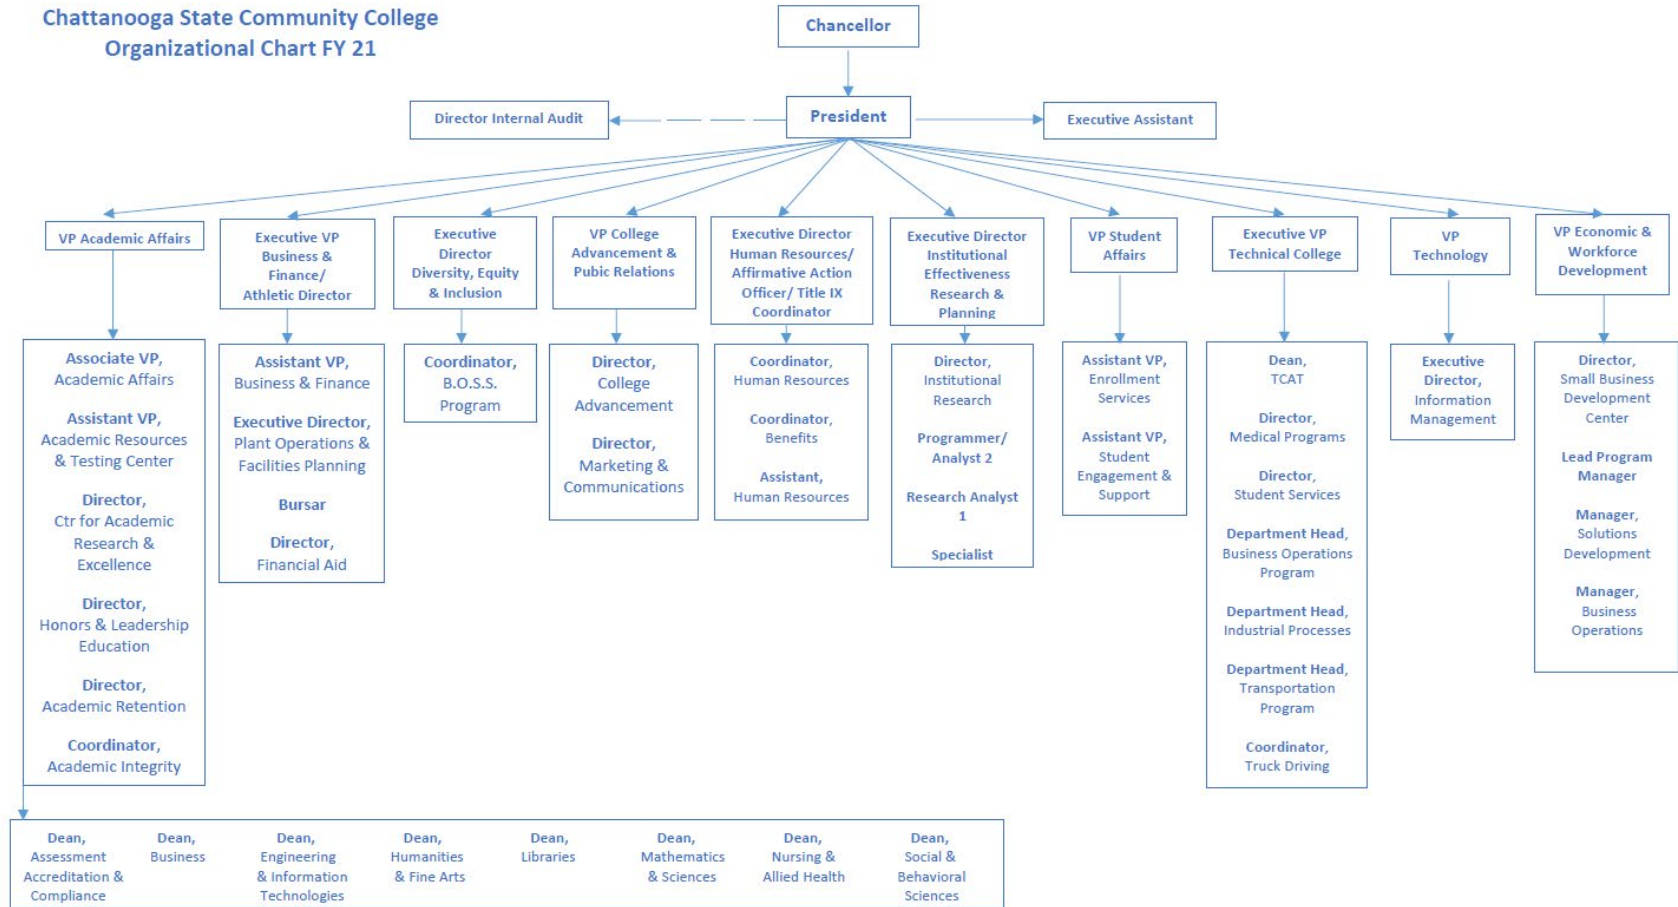 Chattanooga State Community College
Organizational Chart FY 21
Chancellor
Director Internal Audit
President
Executive Assistant
VP Academic Affairs
Executive VP
Business &
Finance/
Athletic Director
Executive
Director
Diversity, Equity
& Inclusion
VP College
Advancement &
Pubic Relations
Executive Director
Human Resources/
Affirmative Action
Officer/ Title IX
Coordinator
Executive Director
Institutional
Effectiveness
Research &
Planning
VP Student
Affairs
Executive VP
Technical College
VP
Technology
VP Economic &
Workforce
Development
Associate VP,
Academic Affairs
Assistant VP,
Academic Resources
& Testing Center
Director,
Ctr for Academic
Research &
Excellence
Director,
Honors & Leadership
Education
Director,
Academic Retention
Coordinator,
Academic Integrity
Assistant VP,
Business & Finance
Executive Director,
Plant Operations &
Facilities Planning
Bursar
Director,
Financial Aid
Coordinator,
B.O.S.S.
Program
Director,
College
Advancement
Director,
Marketing &
Communications
Coordinator,
Human Resources
Coordinator,
Benefits
Assistant,
Human Resources
Director,
Institutional
Research
Programmer/
Analyst 2
Research Analyst
1
Specialist
Assistant VP,
Enrollment
Services
Assistant VP,
Student
Engagement &
Support
Dean,
TCAT
Director,
Medical Programs
Director,
Student Services
Department Head,
Business Operations
Program
Department Head,
Industrial Processes
Department Head,
Transportation
Program
Coordinator,
Truck Driving
Executive
Director,
Information
Management
Director,
Small Business
Development
Center
Lead Program
Manager
Manager,
Solutions
Development
Manager,
Business
Operations
Dean,
Assessment
Accreditation &
Compliance
Dean,
Business
Dean,
Engineering
& Information
Technologies
Dean,
Humanities
& Fine Arts
Dean,
Libraries
Dean,
Mathematics
& Sciences
Dean,
Nursing &
Allied Health
Dean,
Social &
Behavioral
Sciences